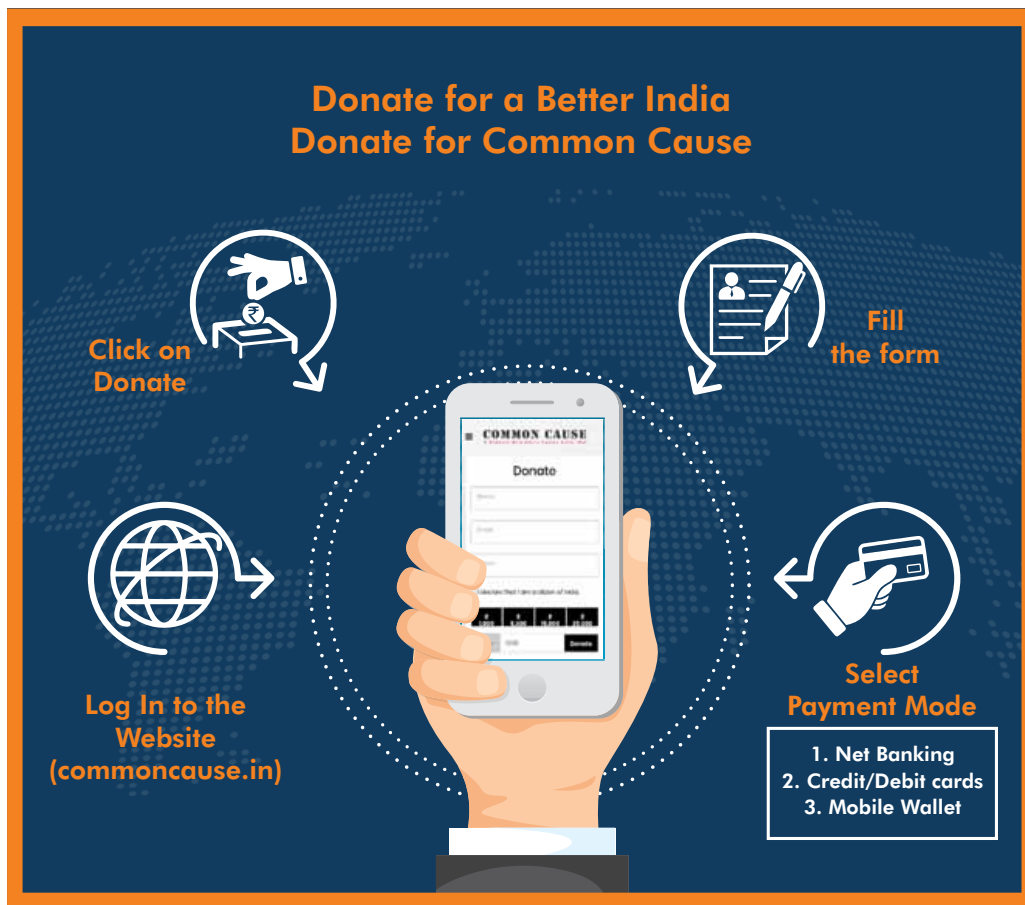 Donate for a Better India
Donate for Common Cause
Click on
Donate
Fill
the form
COMMON CAUSE
Donate
Donate
Log In to the
Website
(commoncause.in)
Select
Payment Mode
1. Net Banking
2. Credit/Debit cards
3. Mobile Wallet